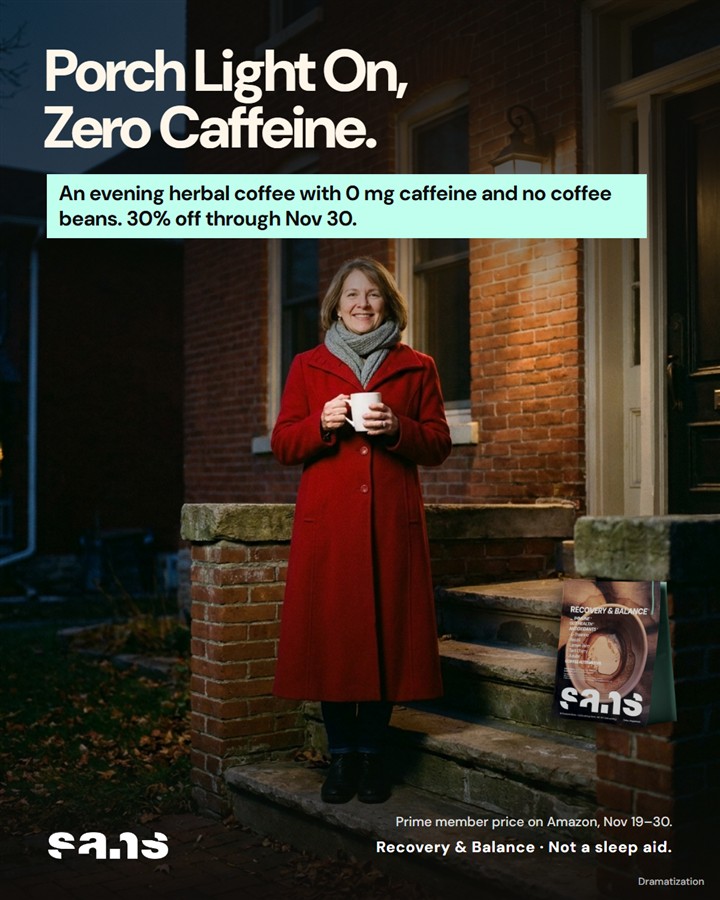 Porch Light On,
Zero Caffeine.
An evening herbal coffee with 0 mg caffeine and no coffee
beans. 30% off through Nov 30.
RECOVERY & BALANCE
sans
Prime member price on Amazon, Nov 19–30.
sans
Recovery & Balance · Not a sleep aid.
Dramatization